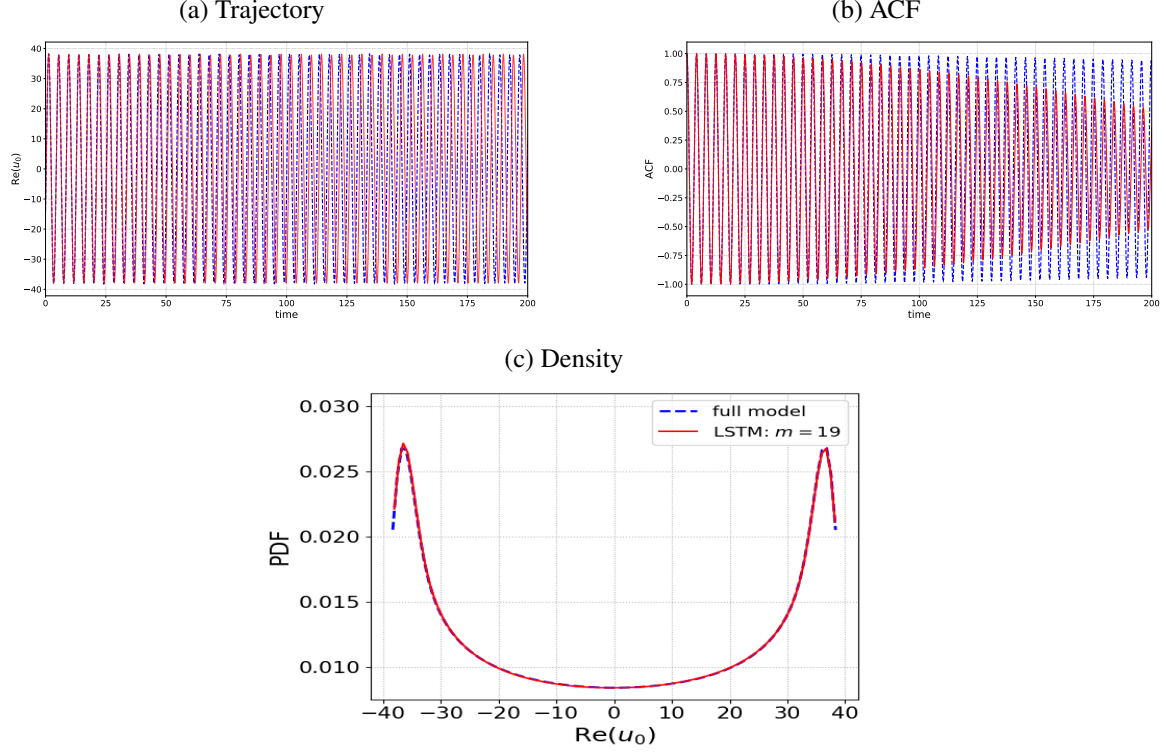 (a) Trajectory
(b) ACF
40
30
20
10
0
−10
−20
−30
−40
Re(u₀)
0 25 50 75 100 125 150 175 200
time
1.00
0.75
0.50
0.25
0.00
−0.25
−0.50
−0.75
−1.00
ACF
0 25 50 75 100 125 150 175 200
time
(c) Density
0.030
0.025
0.020
0.015
0.010
PDF
full model
LSTM: m = 19
−40 −30 −20 −10 0 10 20 30 40
Re(u₀)